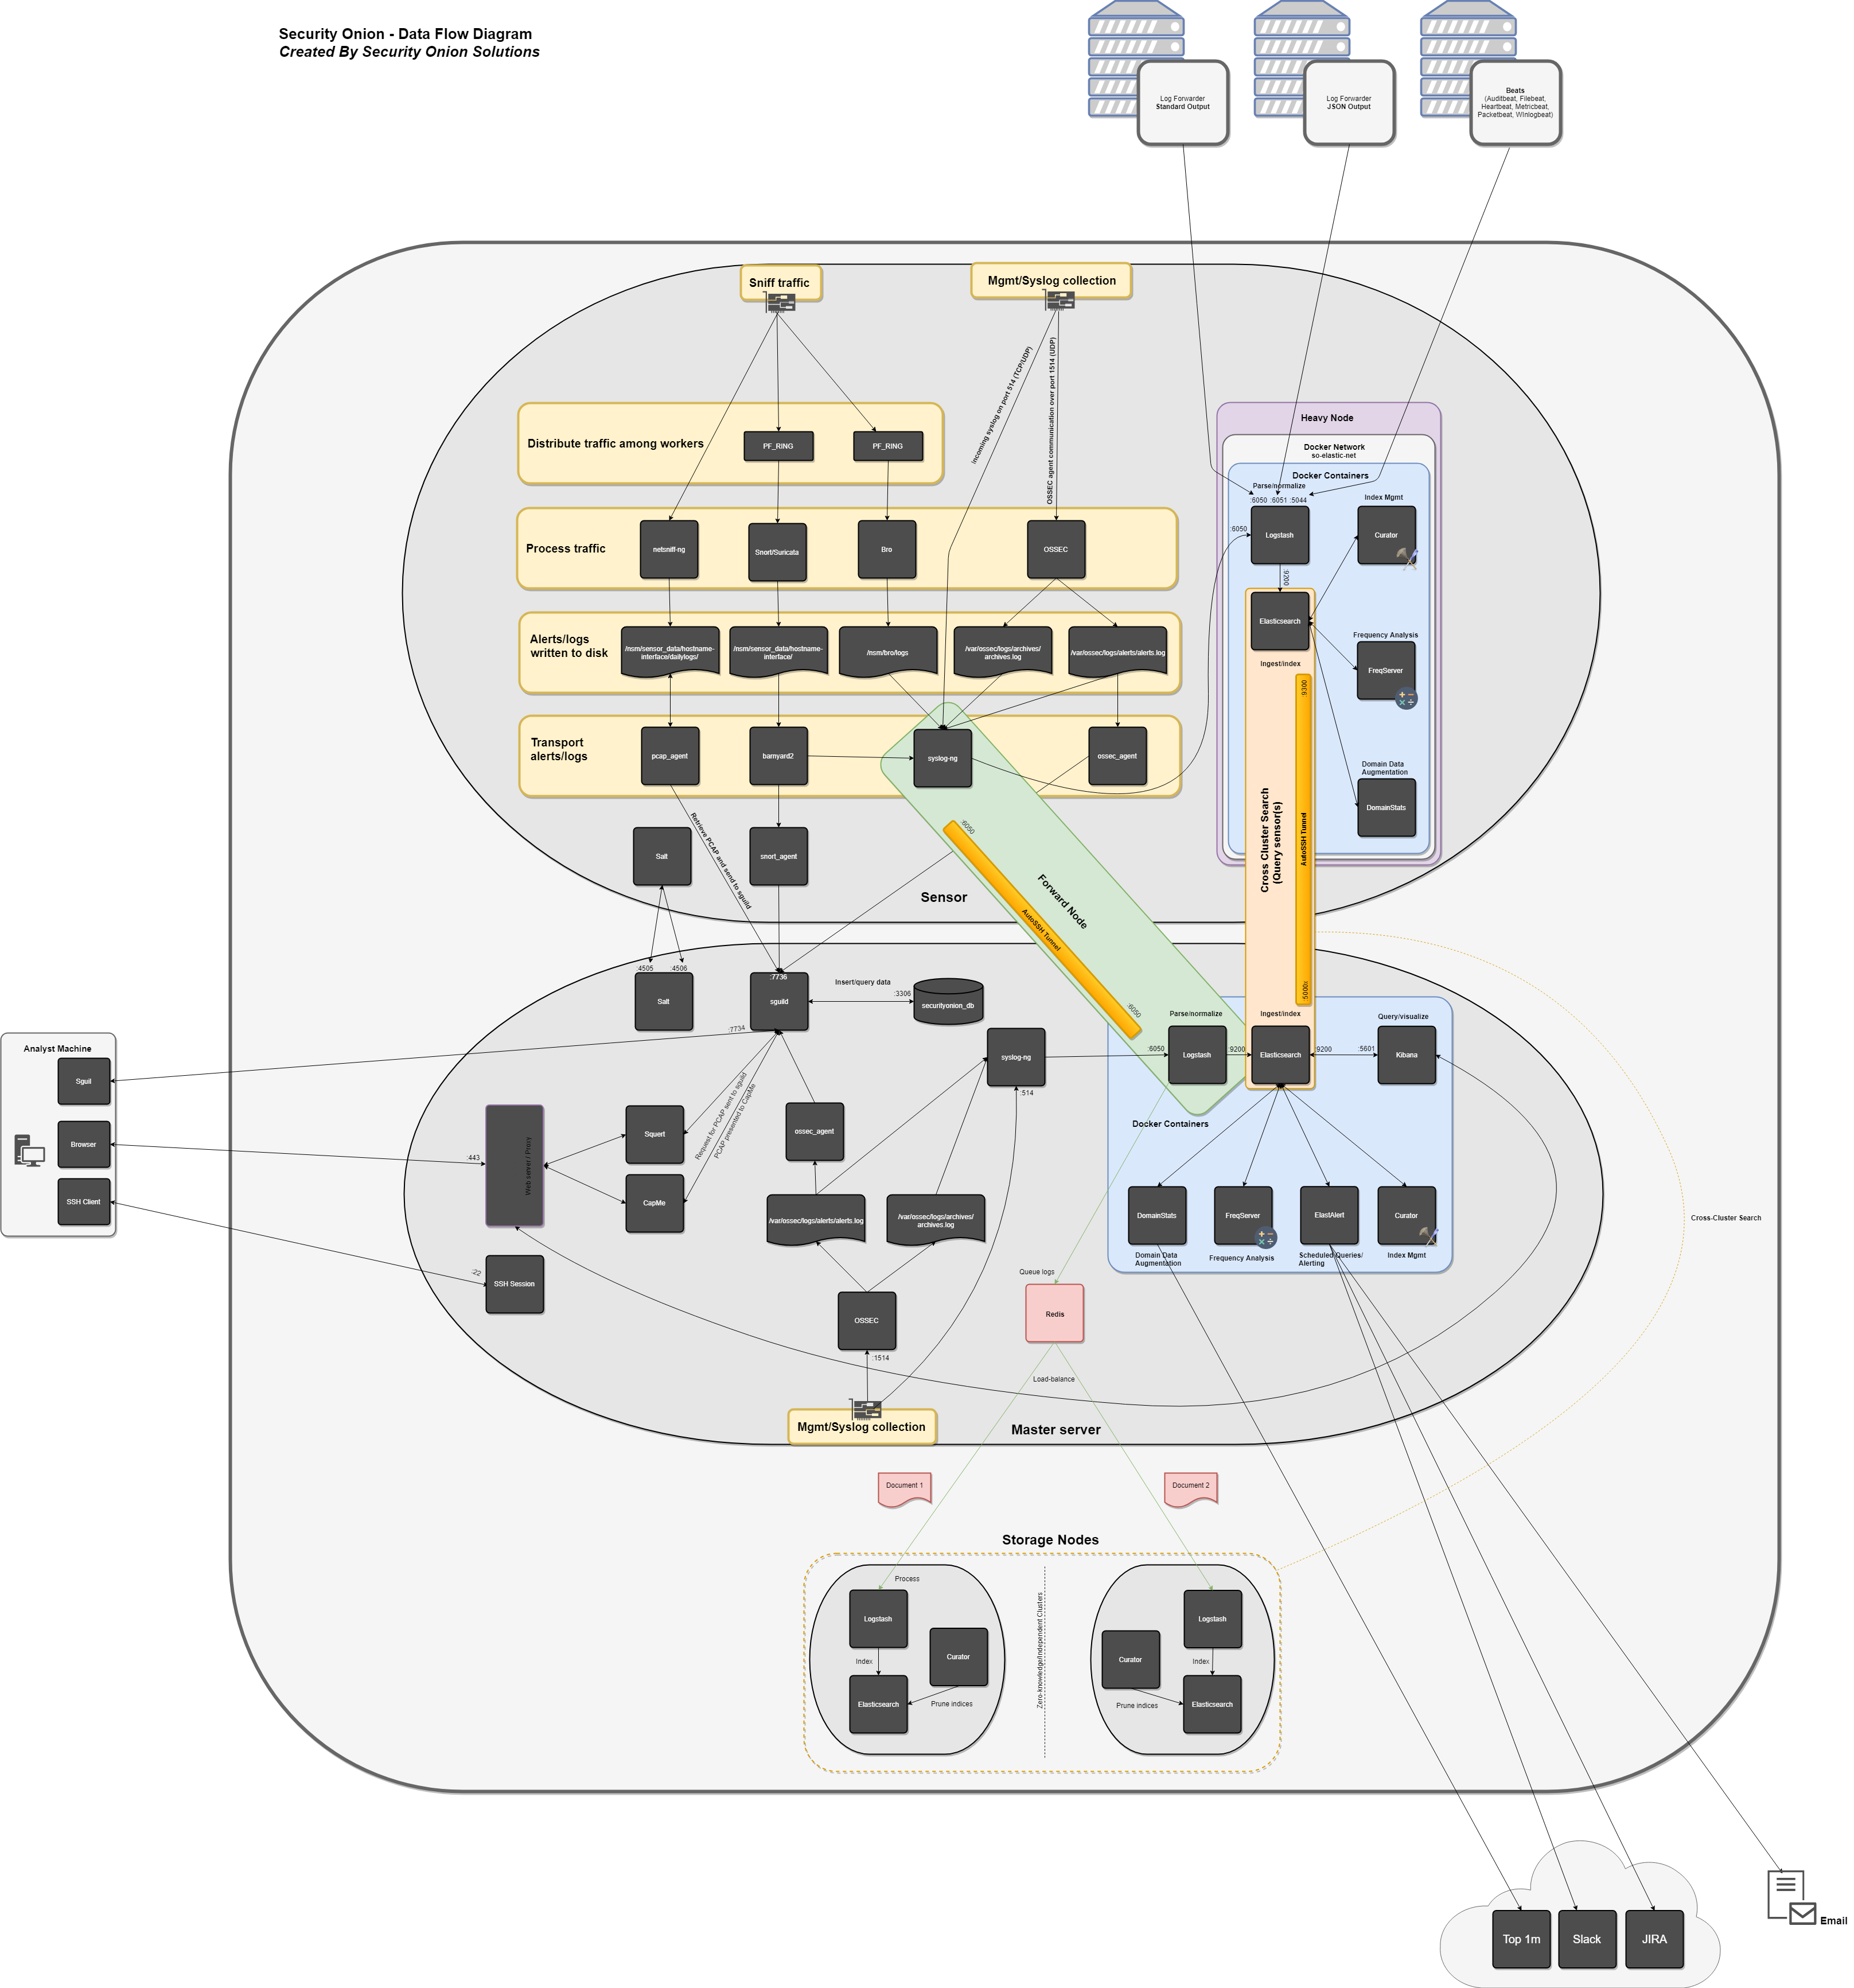 Security Onion - Data Flow Diagram
Created By Security Onion Solutions
Log Forwarder
Standard Output
Log Forwarder
JSON Output
Beats
(Auditbeat, Filebeat,
Heartbeat, Metricbeat,
Packetbeat, WInlogbeat)
Sniff traffic
Mgmt/Syslog collection
incoming syslog on port 514 (TCP/UDP)
OSSEC agent communication over port 1514 (UDP)
Distribute traffic among workers
PF_RING
PF_RING
Process traffic
netsniff-ng
Snort/Suricata
Bro
OSSEC
Alerts/logs
written to disk
/nsm/sensor_data/hostname-
interface/dailylogs/
/nsm/sensor_data/hostname-
interface/
/nsm/bro/logs
/var/ossec/logs/archives/
archives.log
/var/ossec/logs/alerts/alerts.log
Transport
alerts/logs
pcap_agent
barnyard2
syslog-ng
ossec_agent
Salt
snort_agent
Retrieve PCAP and send to sguild
Sensor
Heavy Node
Docker Network
so-elastic-net
Docker Containers
Parse/normalize
:6050 :6051 :5044
Index Mgmt
:6050
Logstash
Curator
9200
Elasticsearch
Ingest/index
Frequency Analysis
FreqServer
Domain Data
Augmentation
DomainStats
Cross Cluster Search
(Query sensor(s)
:9300
AutoSSH Tunnel
:5000x
:6050
Forward Node
AutoSSH Tunnel
:6050
:4505
:4506
Salt
:7736
sguild
:7734
Insert/query data
:3306
securityonion_db
syslog-ng
:514
Parse/normalize
:6050
Logstash
:9200
Ingest/index
Elasticsearch
:9200
:5601
Query/visualize
Kibana
Docker Containers
Analyst Machine
Sguil
Browser
SSH Client
:443
:22
Web server / Proxy
Squert
CapMe
SSH Session
Request for PCAP sent to sguild
PCAP presented to CapMe
ossec_agent
/var/ossec/logs/alerts/alerts.log
/var/ossec/logs/archives/
archives.log
OSSEC
:1514
Mgmt/Syslog collection
Master server
DomainStats
Domain Data
Augmentation
FreqServer
Frequency Analysis
ElastAlert
Scheduled Queries/
Alerting
Curator
Index Mgmt
Cross-Cluster Search
Queue logs
Redis
Load-balance
Document 1
Document 2
Storage Nodes
Process
Logstash
Index
Elasticsearch
Curator
Prune indices
Zero-knowledge/Independent Clusters
Logstash
Index
Elasticsearch
Curator
Prune indices
Top 1m
Slack
JIRA
Email